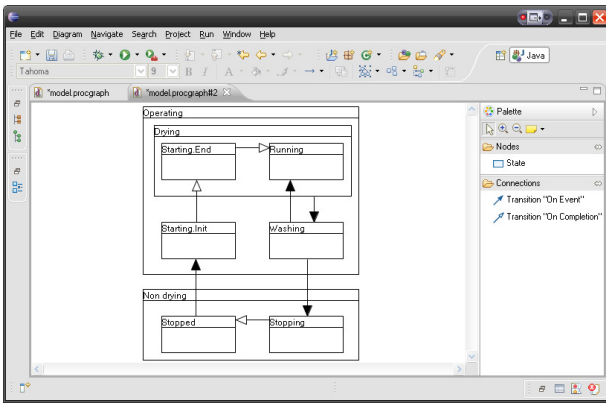 File Edit Diagram Navigate Search Project Run Window Help
Java
Tahoma 9 B I A
*model.procgraph *model.procgraph#2
Operating
Drying
Starting.End Running
Starting.Init Washing
Non drying
Stopped Stopping
Palette
Nodes
State
Connections
Transition "On Event"
Transition "On Completion"